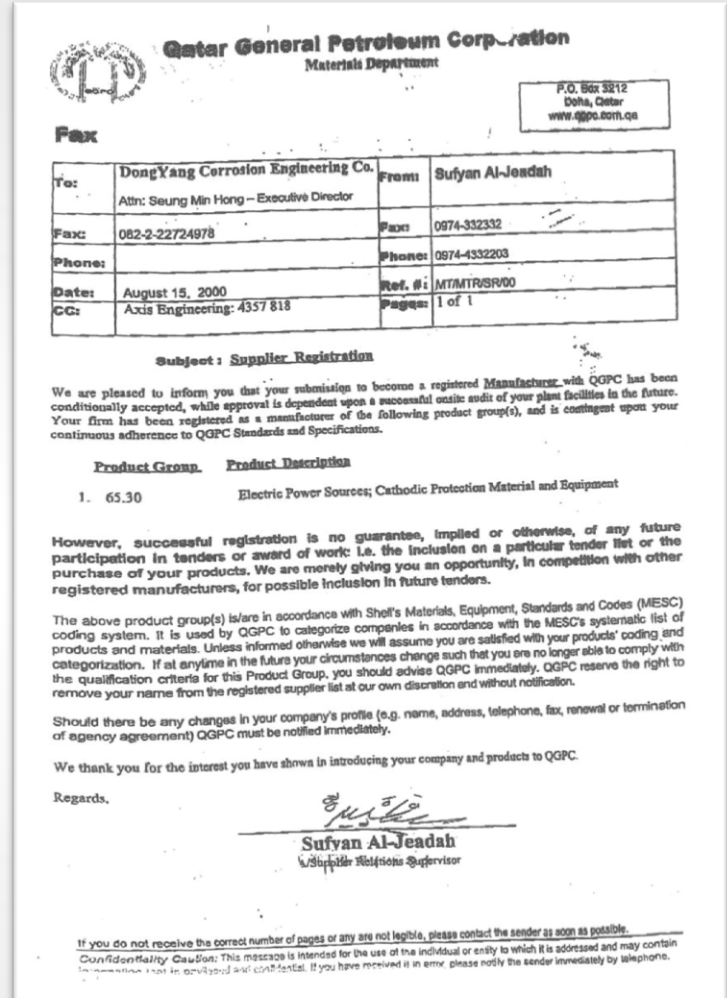 Qatar General Petroleum
Materials Department
P.O. Box 3212
Doha, Qatar
www.qgpc.com.qa
Fax
To: DongYang Corrosion Engineering Co. From: Sufyan Al-Jeadah
Attn: Seung Min Hong – Executive Director
Fax: 082-2-22724978 Fax: 0974-332332
Phone: Phone: 0974-4332203
Date: August 15, 2000 Ref. #: MT/MTR/SR/00
CC: Axis Engineering: 4357 818 Pages: 1 of 1
Subject : Supplier Registration
We are pleased to inform you that your submission to become a registered Manufacturer with QGPC has been
conditionally accepted, while approval is dependent upon a successful onsite audit of your plant facilities in the future.
Your firm has been registered as a manufacturer of the following product group(s), and is contingent upon your
continuous adherence to QGPC Standards and Specifications.
Product Group Product Description
1. 65.30 Electric Power Sources; Cathodic Protection Material and Equipment
However, successful registration is no guarantee, implied or otherwise, of any future
participation in tenders or award of work: i.e. the inclusion on a particular tender list or the
purchase of your products. We are merely giving you an opportunity, in competition with other
registered manufacturers, for possible inclusion in future tenders.
The above product group(s) is/are in accordance with Shell's Materials, Equipment, Standards and Codes (MESC)
coding system. It is used by QGPC to categorize companies in accordance with the MESC's systematic list of
products and materials. Unless informed otherwise we will assume you are satisfied with your products' coding and
categorization. If at anytime in the future your circumstances change such that you are no longer able to comply with
the qualification criteria for this Product Group, you should advise QGPC immediately. QGPC reserve the right to
remove your name from the registered supplier list at our own discretion and without notification.
Should there be any changes in your company's profile (e.g. name, address, telephone, fax, renewal or termination
of agency agreement) QGPC must be notified immediately.
We thank you for the interest you have shown in introducing your company and products to QGPC.
Regards,
Sufyan Al-Jeadah
Supplier Relations Supervisor
If you do not receive the correct number of pages or any are not legible, please contact the sender as soon as possible.
Confidentiality Caution: This message is intended for the use of the individual or entity to which it is addressed and may contain
and confidential. If you have received it in error, please notify the sender immediately by telephone.